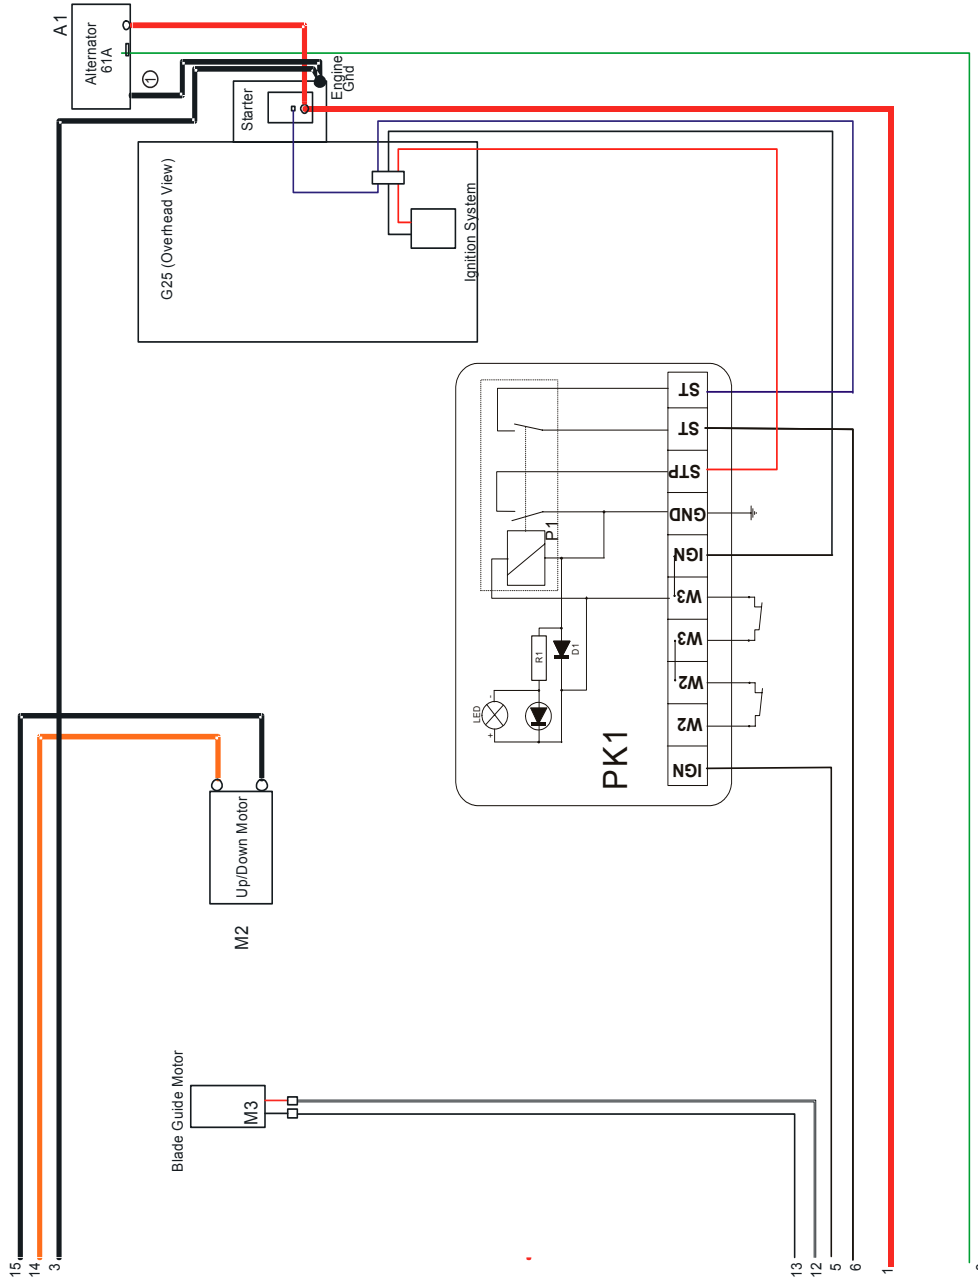 A1
Alternator
61A
1
Engine
Gnd
Starter
G25 (Overhead View)
Ignition System
ST
ST
STP
GND
IGN
W3
W3
W2
W2
IGN
P1
R1
D1
LED
-
+
PK1
Up/Down Motor
M2
Blade Guide Motor
M3
15
14
3
13
12
5
6
1